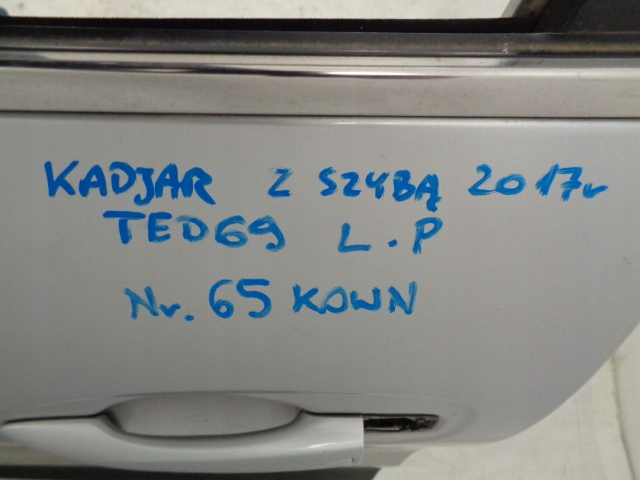 KADJAR Z SZYBĄ 2017r
TED69 L.P
Nr. 65 KOWN